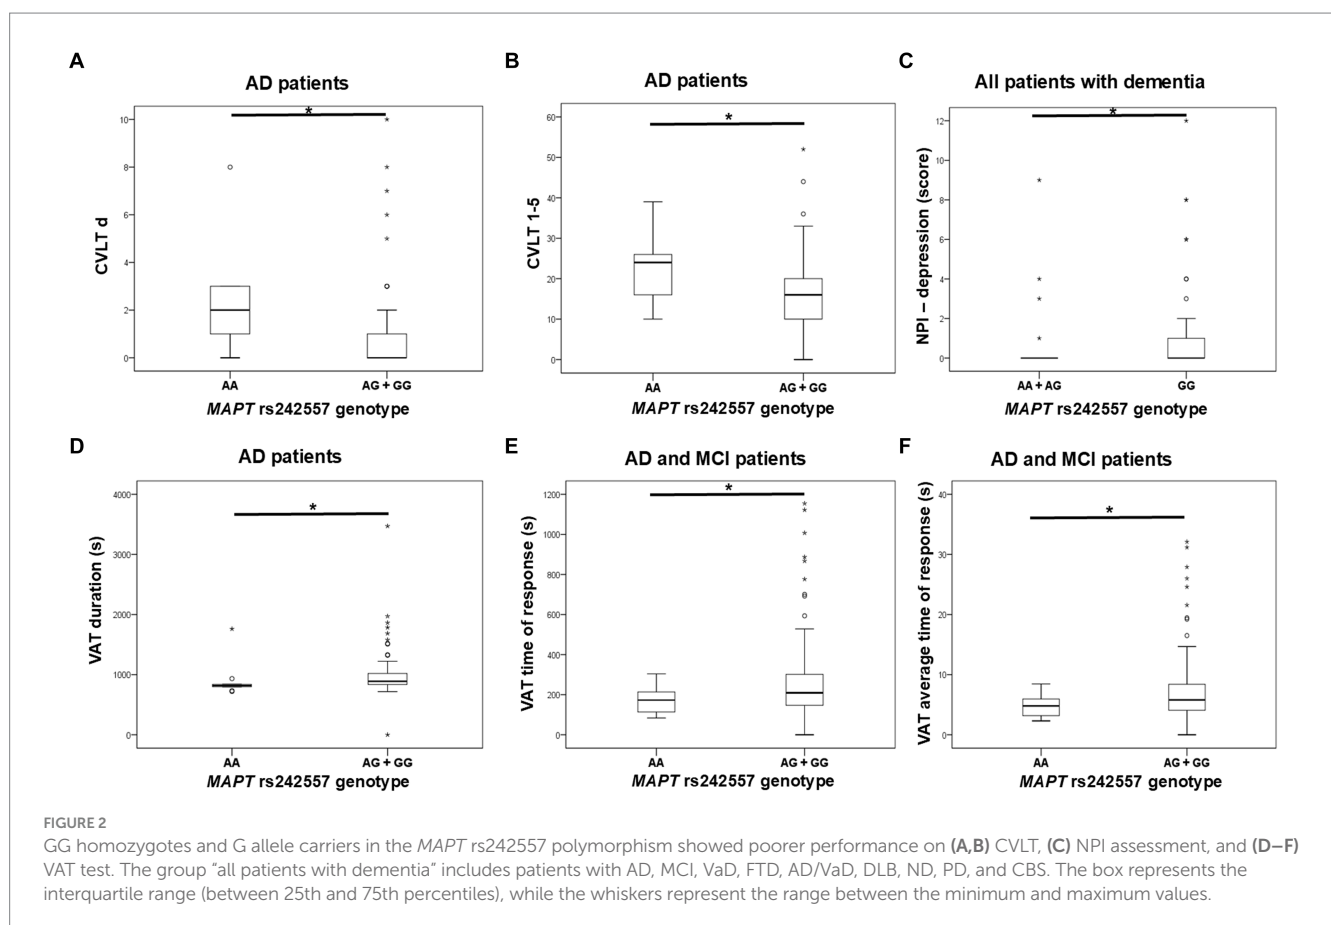 A
AD patients
*
10
8
6
4
2
0
CVLT d
AA
AG + GG
MAPT rs242557 genotype
B
AD patients
*
60
50
40
30
20
10
0
CVLT 1-5
AA
AG + GG
MAPT rs242557 genotype
C
All patients with dementia
*
12
10
8
6
4
2
0
NPI – depression (score)
AA + AG
GG
MAPT rs242557 genotype
D
AD patients
*
4000
3000
2000
1000
0
VAT duration (s)
AA
AG + GG
MAPT rs242557 genotype
E
AD and MCI patients
*
1200
1000
800
600
400
200
0
VAT time of response (s)
AA
AG + GG
MAPT rs242557 genotype
F
AD and MCI patients
*
40
30
20
10
0
VAT average time of response (s)
AA
AG + GG
MAPT rs242557 genotype
FIGURE 2
GG homozygotes and G allele carriers in the MAPT rs242557 polymorphism showed poorer performance on (A,B) CVLT, (C) NPI assessment, and (D–F)
VAT test. The group “all patients with dementia” includes patients with AD, MCI, VaD, FTD, AD/VaD, DLB, ND, PD, and CBS. The box represents the
interquartile range (between 25th and 75th percentiles), while the whiskers represent the range between the minimum and maximum values.